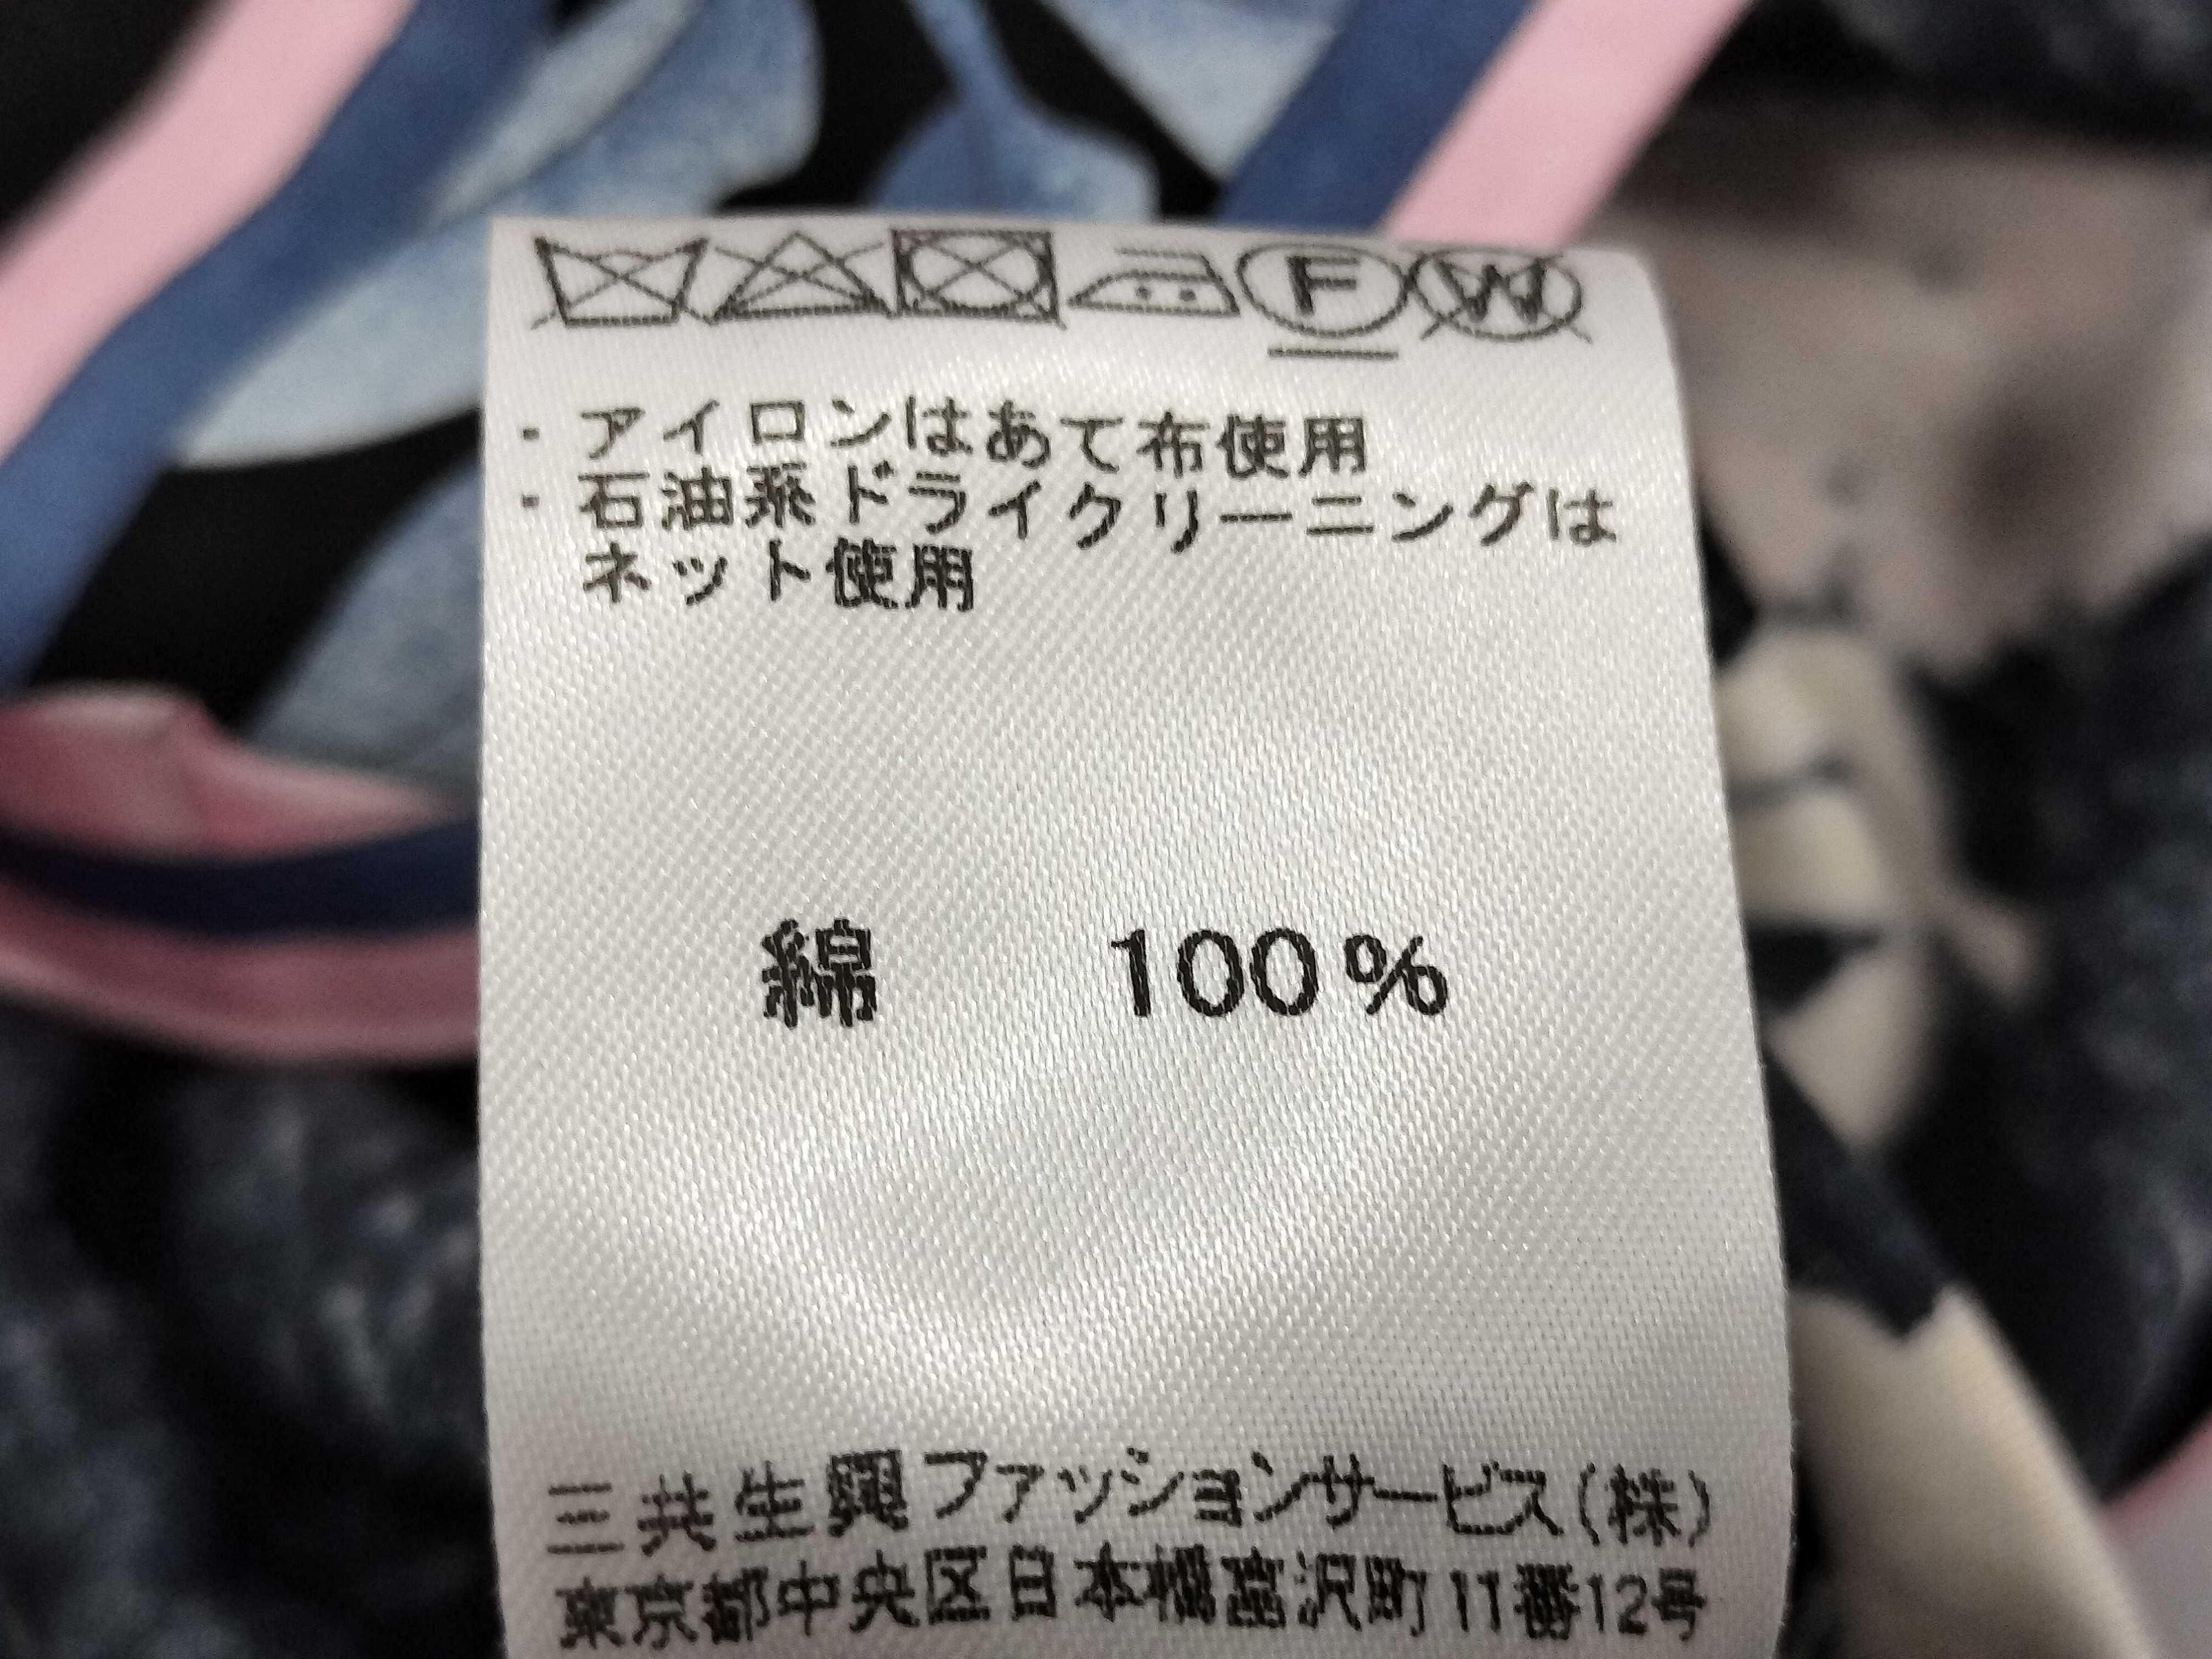 F W
・アイロンはあて布使用
・石油系ドライクリーニングは
ネット使用
綿 100%
三共生興ファッションサービス(株)
東京都中央区日本橋富沢町11番12号